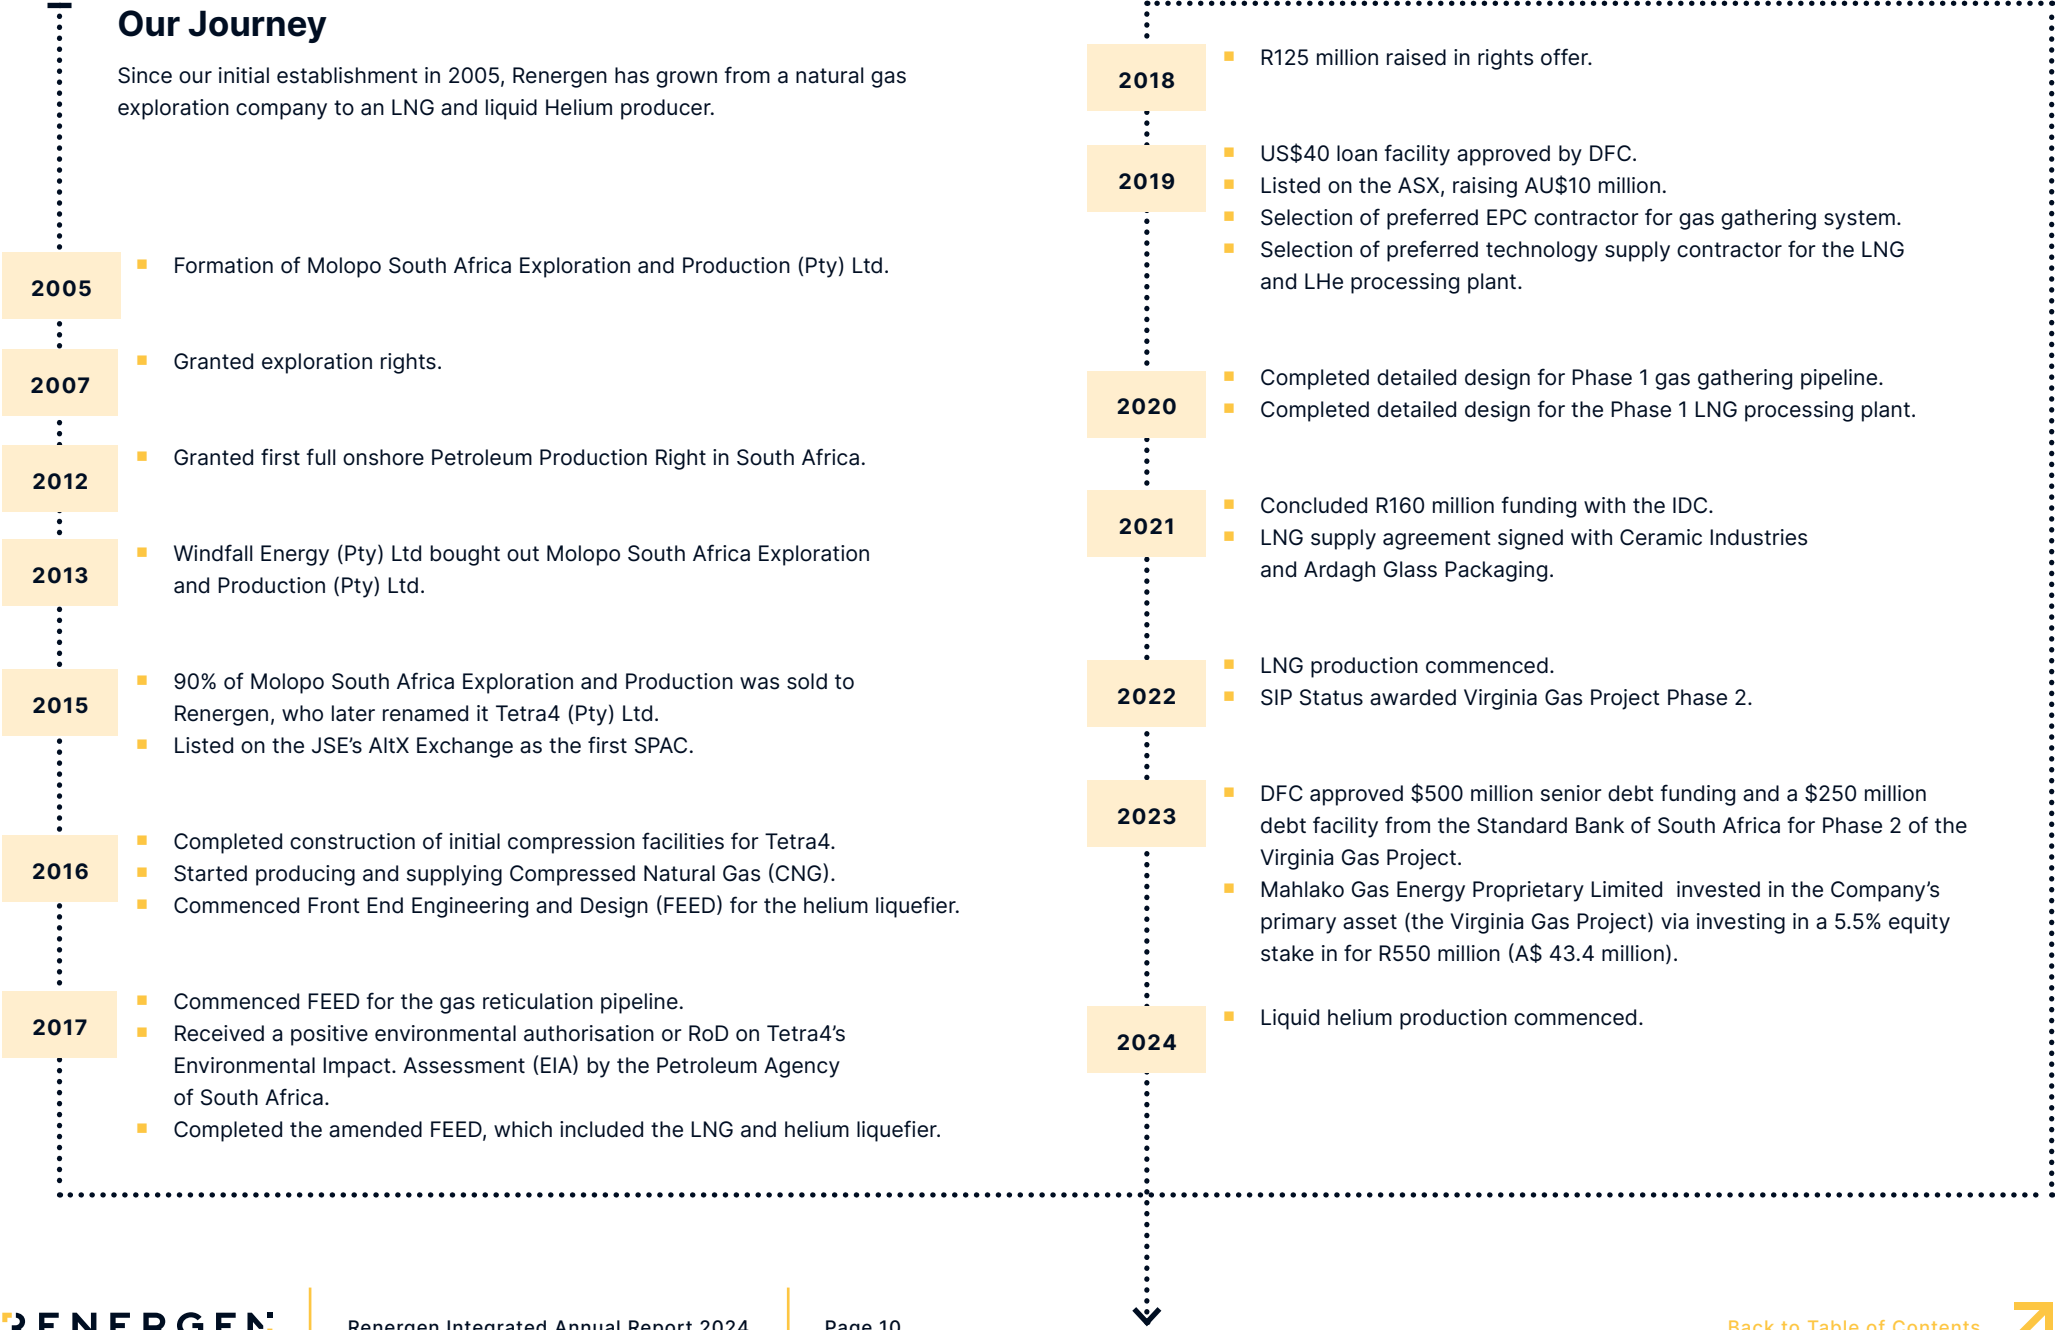 Our Journey
Since our initial establishment in 2005, Renergen has grown from a natural gas
exploration company to an LNG and liquid Helium producer.
2005
Formation of Molopo South Africa Exploration and Production (Pty) Ltd.
2007
Granted exploration rights.
2012
Granted first full onshore Petroleum Production Right in South Africa.
2013
Windfall Energy (Pty) Ltd bought out Molopo South Africa Exploration
and Production (Pty) Ltd.
2015
90% of Molopo South Africa Exploration and Production was sold to
Renergen, who later renamed it Tetra4 (Pty) Ltd.
Listed on the JSE’s AltX Exchange as the first SPAC.
2016
Completed construction of initial compression facilities for Tetra4.
Started producing and supplying Compressed Natural Gas (CNG).
Commenced Front End Engineering and Design (FEED) for the helium liquefier.
2017
Commenced FEED for the gas reticulation pipeline.
Received a positive environmental authorisation or RoD on Tetra4’s
Environmental Impact. Assessment (EIA) by the Petroleum Agency
of South Africa.
Completed the amended FEED, which included the LNG and helium liquefier.
2018
R125 million raised in rights offer.
2019
US$40 loan facility approved by DFC.
Listed on the ASX, raising AU$10 million.
Selection of preferred EPC contractor for gas gathering system.
Selection of preferred technology supply contractor for the LNG
and LHe processing plant.
2020
Completed detailed design for Phase 1 gas gathering pipeline.
Completed detailed design for the Phase 1 LNG processing plant.
2021
Concluded R160 million funding with the IDC.
LNG supply agreement signed with Ceramic Industries
and Ardagh Glass Packaging.
2022
LNG production commenced.
SIP Status awarded Virginia Gas Project Phase 2.
2023
DFC approved $500 million senior debt funding and a $250 million
debt facility from the Standard Bank of South Africa for Phase 2 of the
Virginia Gas Project.
Mahlako Gas Energy Proprietary Limited  invested in the Company’s
primary asset (the Virginia Gas Project) via investing in a 5.5% equity
stake in for R550 million (A$ 43.4 million).
2024
Liquid helium production commenced.
RENERGEN
Renergen Integrated Annual Report 2024
Page 10
Back to Table of Contents